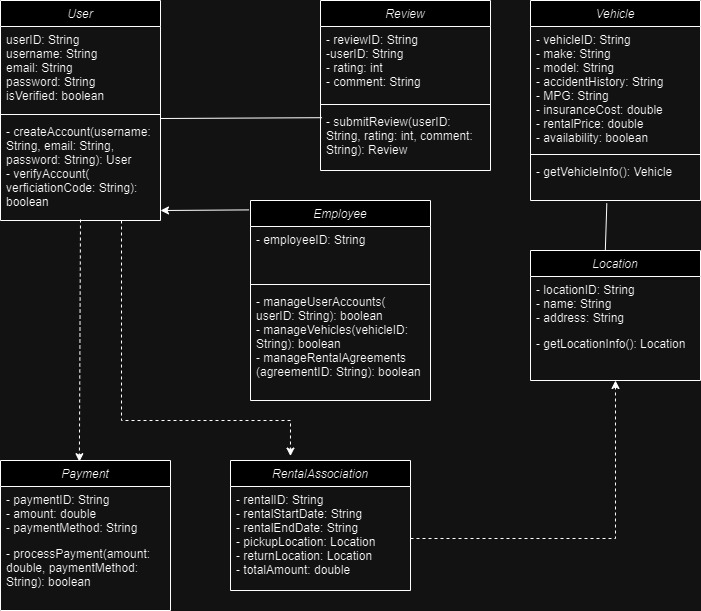 User
userID: String
username: String
email: String
password: String
isVerified: boolean
- createAccount(username:
String, email: String,
password: String): User
- verifyAccount(
verficiationCode: String):
boolean
Review
- reviewID: String
-userID: String
- rating: int
- comment: String
- submitReview(userID:
String, rating: int, comment:
String): Review
Vehicle
- vehicleID: String
- make: String
- model: String
- accidentHistory: String
- MPG: String
- insuranceCost: double
- rentalPrice: double
- availability: boolean
- getVehicleInfo(): Vehicle
Employee
- employeeID: String
- manageUserAccounts(
userID: String): boolean
- manageVehicles(vehicleID:
String): boolean
- manageRentalAgreements
(agreementID: String): boolean
Location
- locationID: String
- name: String
- address: String
- getLocationInfo(): Location
Payment
- paymentID: String
- amount: double
- paymentMethod: String
- processPayment(amount:
double, paymentMethod:
String): boolean
RentalAssociation
- rentalID: String
- rentalStartDate: String
- rentalEndDate: String
- pickupLocation: Location
- returnLocation: Location
- totalAmount: double